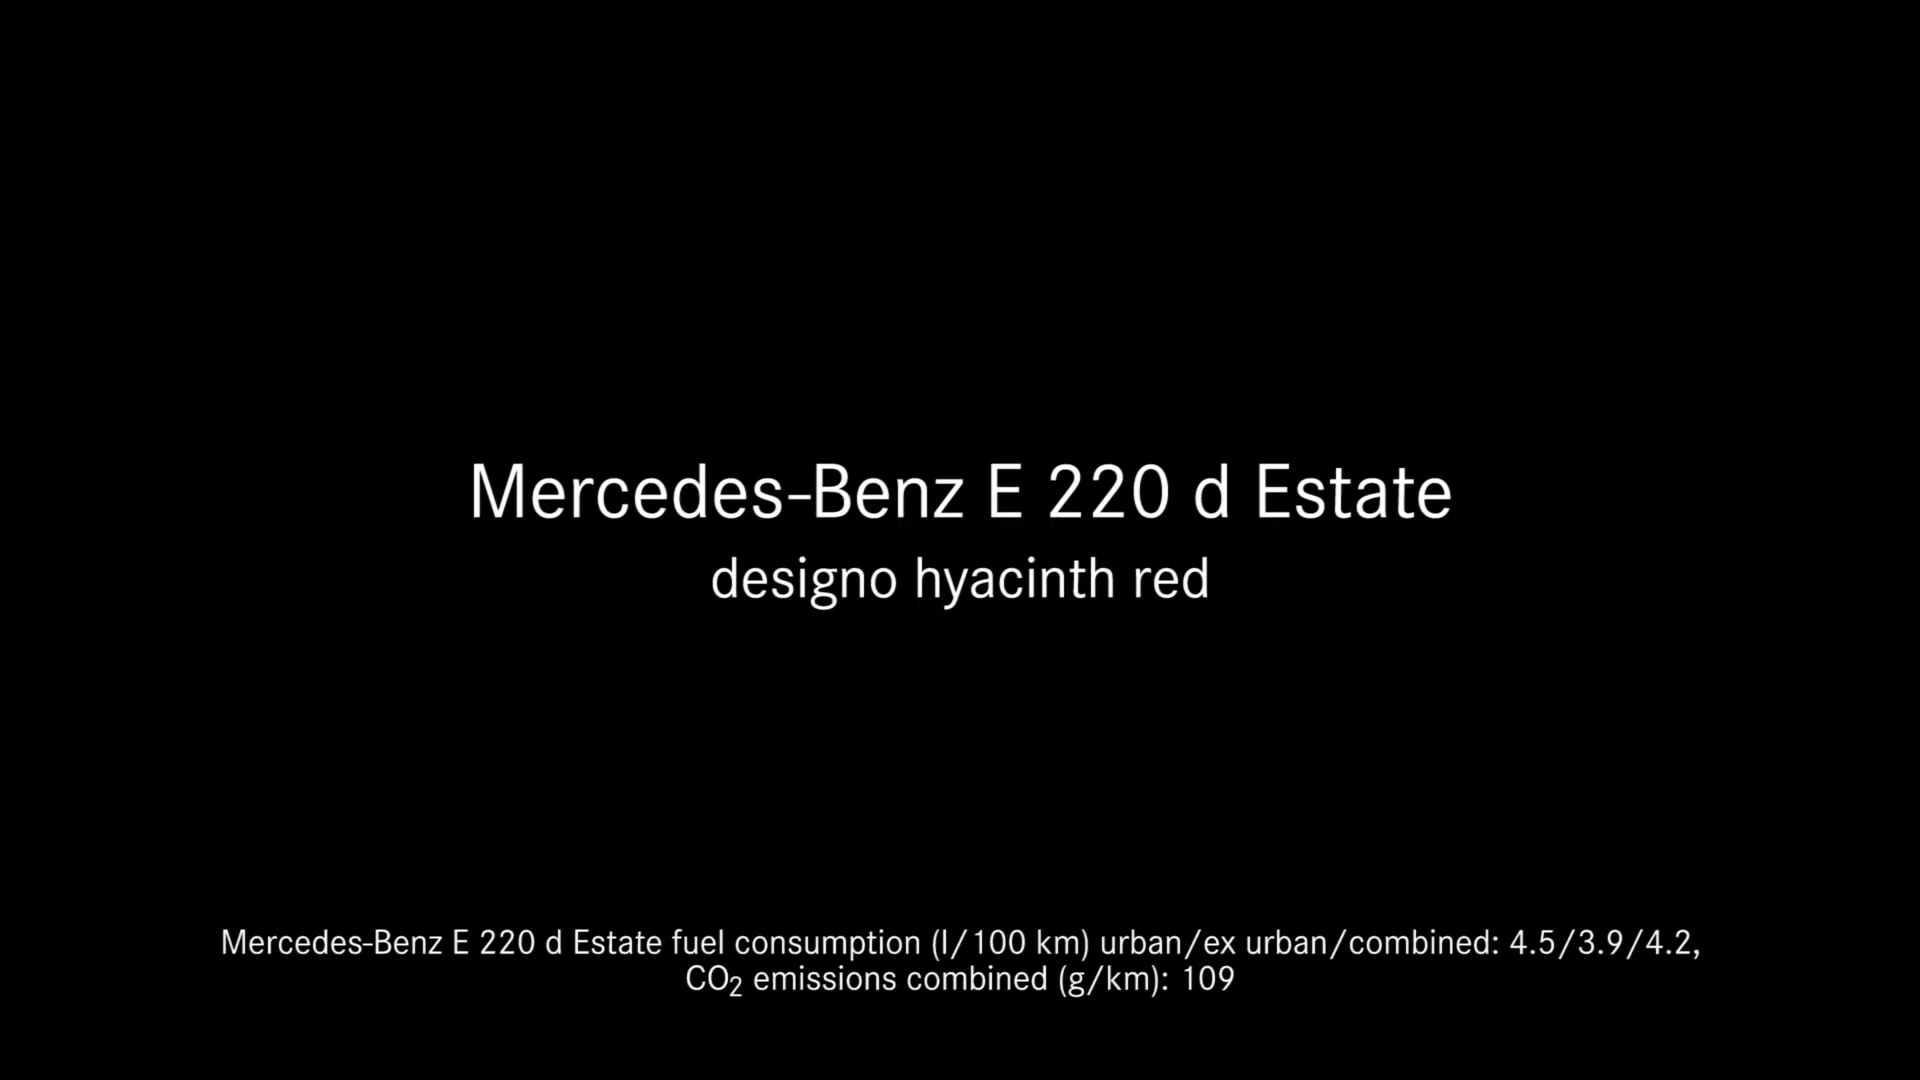 Mercedes-Benz E 220 d Estate
designo hyacinth red
Mercedes-Benz E 220 d Estate fuel consumption (l/100 km) urban/ex urban/combined: 4.5/3.9/4.2,
CO₂ emissions combined (g/km): 109